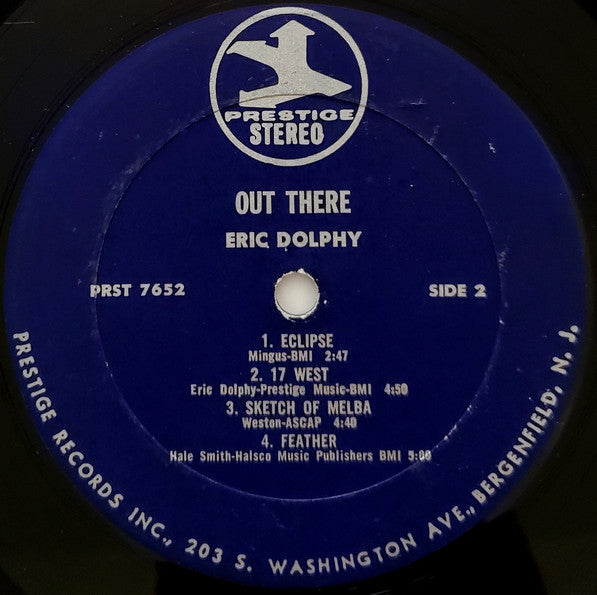 PRESTIGE
STEREO
OUT THERE
ERIC DOLPHY
PRST 7652
SIDE 2
1. ECLIPSE
Mingus-BMI 2:47
2. 17 WEST
Eric Dolphy-Prestige Music-BMI 4:50
3. SKETCH OF MELBA
Weston-ASCAP 4:40
4. FEATHER
Hale Smith-Halsco Music Publishers BMI 5:00
PRESTIGE RECORDS INC., 203 S. WASHINGTON AVE., BERGENFIELD, N. J.